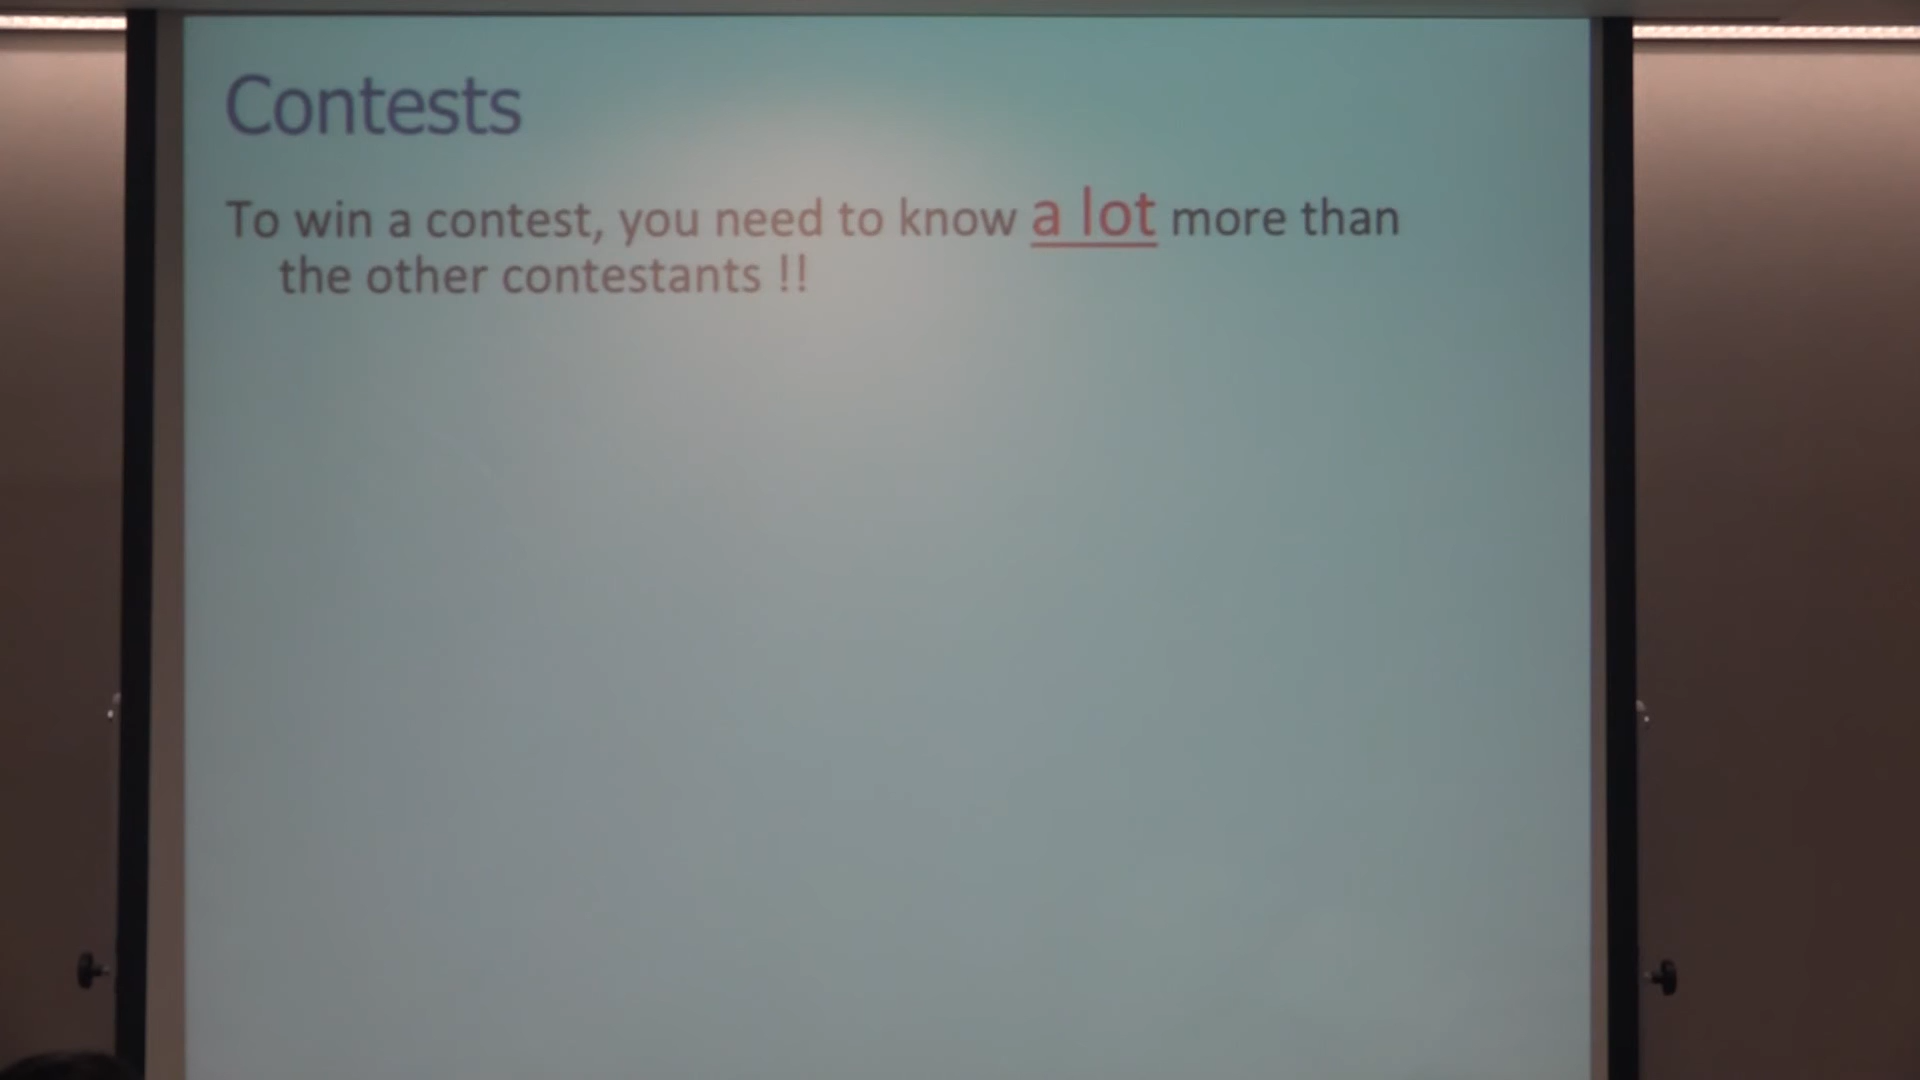 Contests
To win a contest, you need to know a lot more than
the other contestants !!